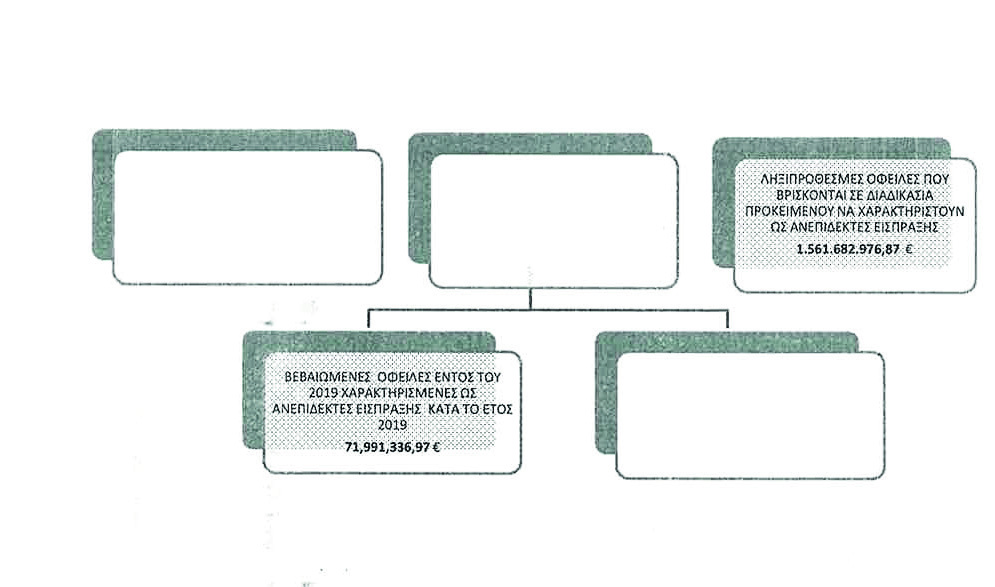 ΛΗΞΙΠΡΟΘΕΣΜΕΣ ΟΦΕΙΛΕΣ ΠΟΥ
ΒΡΙΣΚΟΝΤΑΙ ΣΕ ΔΙΑΔΙΚΑΣΙΑ
ΠΡΟΚΕΙΜΕΝΟΥ ΝΑ ΧΑΡΑΚΤΗΡΙΣΤΟΥΝ
ΩΣ ΑΝΕΠΙΔΕΚΤΕΣ ΕΙΣΠΡΑΞΗΣ
1.561.682.976,87 €
ΒΕΒΑΙΩΜΕΝΕΣ ΟΦΕΙΛΕΣ ΕΝΤΟΣ ΤΟΥ
2019 ΧΑΡΑΚΤΗΡΙΣΜΕΝΕΣ ΩΣ
ΑΝΕΠΙΔΕΚΤΕΣ ΕΙΣΠΡΑΞΗΣ ΚΑΤΑ ΤΟ ΕΤΟΣ
2019
71,991,336,97 €